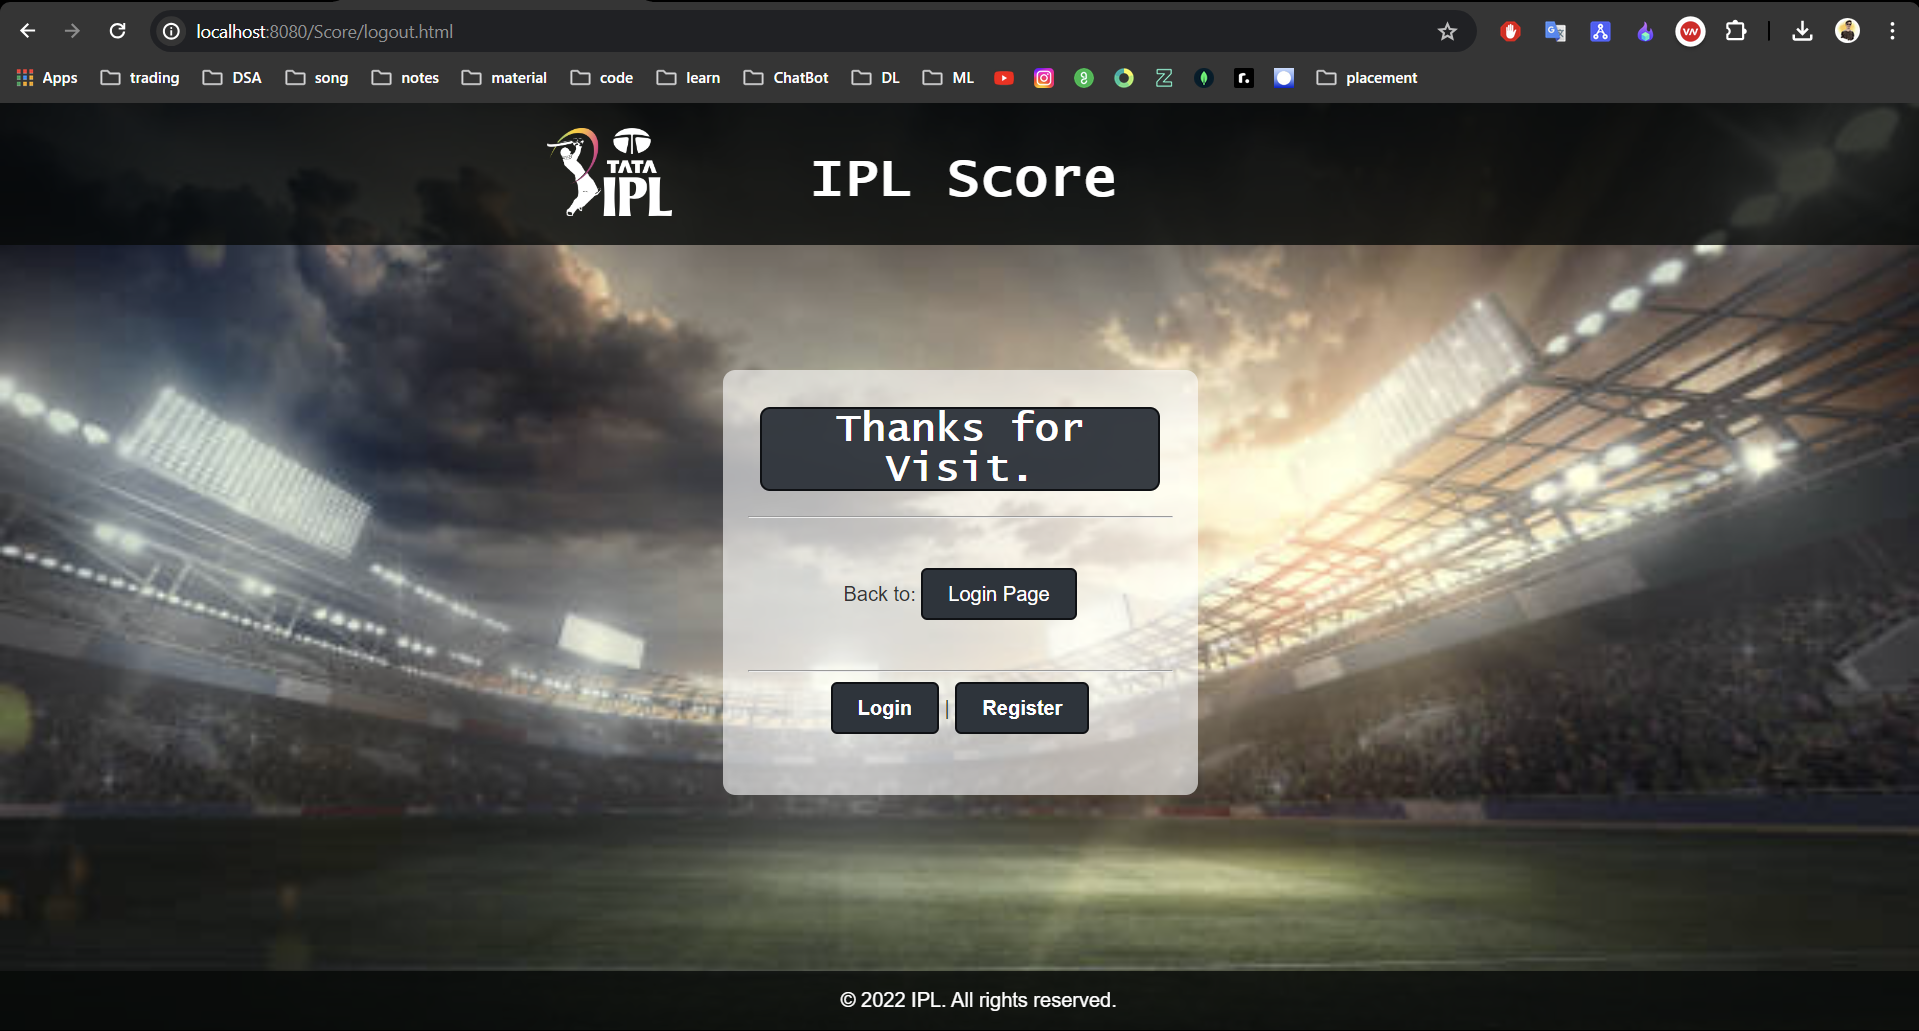 localhost:8080/Score/logout.html
Apps trading DSA song notes material code learn ChatBot DL ML placement
TATA
IPL
IPL Score
Thanks for
Visit.
Back to: Login Page
Login | Register
© 2022 IPL. All rights reserved.